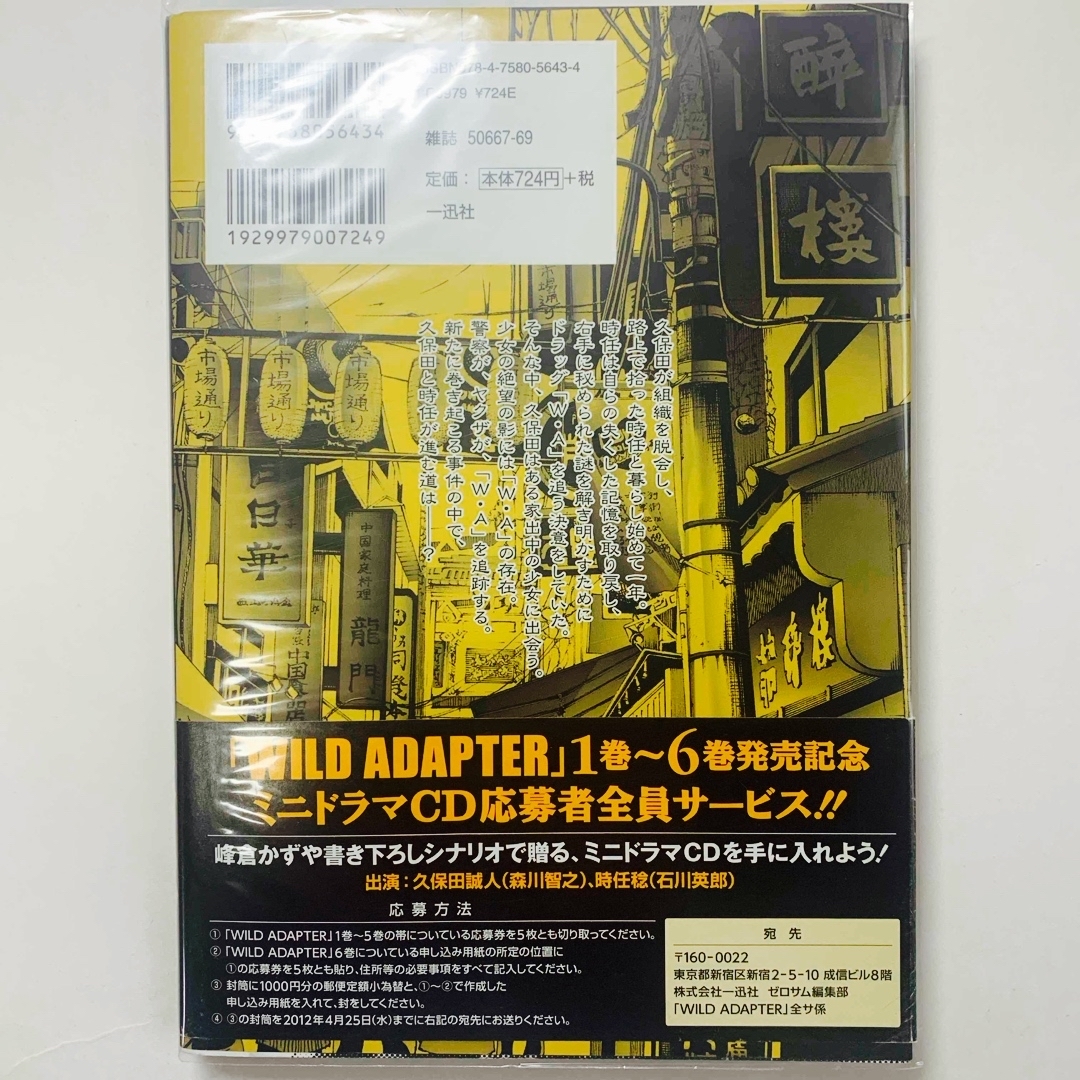 ISBN978-4-7580-5643-4
C9979 ¥724E
雑誌 50667-69
定価：本体724円+税
一迅社
1929979007249
醉
樓
市場通り
市場通り
市場通り
市場通り
久保田が組織を脱会し、
路上で拾った時任と暮らし始めて一年。
時任は自らの失くした記憶を取り戻し、
右手に秘められた謎を解き明かすために
ドラッグ「W・A」を追う決意をしていた。
そんな中、久保田はある家出中の少女に出会う。
少女の絶望の影には「W・A」の存在。
警察が、ヤクザが、「W・A」を追跡する。
新たに巻き起こる事件の中で、
久保田と時任が進む道は――？
百日華
中国家庭料理
龍門
中国食品店
「WILD ADAPTER」1巻〜6巻発売記念
ミニドラマCD応募者全員サービス!!
峰倉かずや書き下ろしシナリオで贈る、ミニドラマCDを手に入れよう!
出演：久保田誠人（森川智之）、時任稔（石川英郎）
応募方法
①「WILD ADAPTER」1巻〜5巻の帯についている応募券を5枚とも切り取ってください。
②「WILD ADAPTER」6巻についている申し込み用紙の所定の位置に
①の応募券を5枚とも貼り、住所等の必要事項をすべて記入してください。
③ 封筒に1000円分の郵便定額小為替と、①〜②で作成した
申し込み用紙を入れて、封をしてください。
④ ③の封筒を2012年4月25日(水)までに右記の宛先にお送りください。
宛先
〒160-0022
東京都新宿区新宿2-5-10 成信ビル8階
株式会社一迅社 ゼロサム編集部
「WILD ADAPTER」全サ係